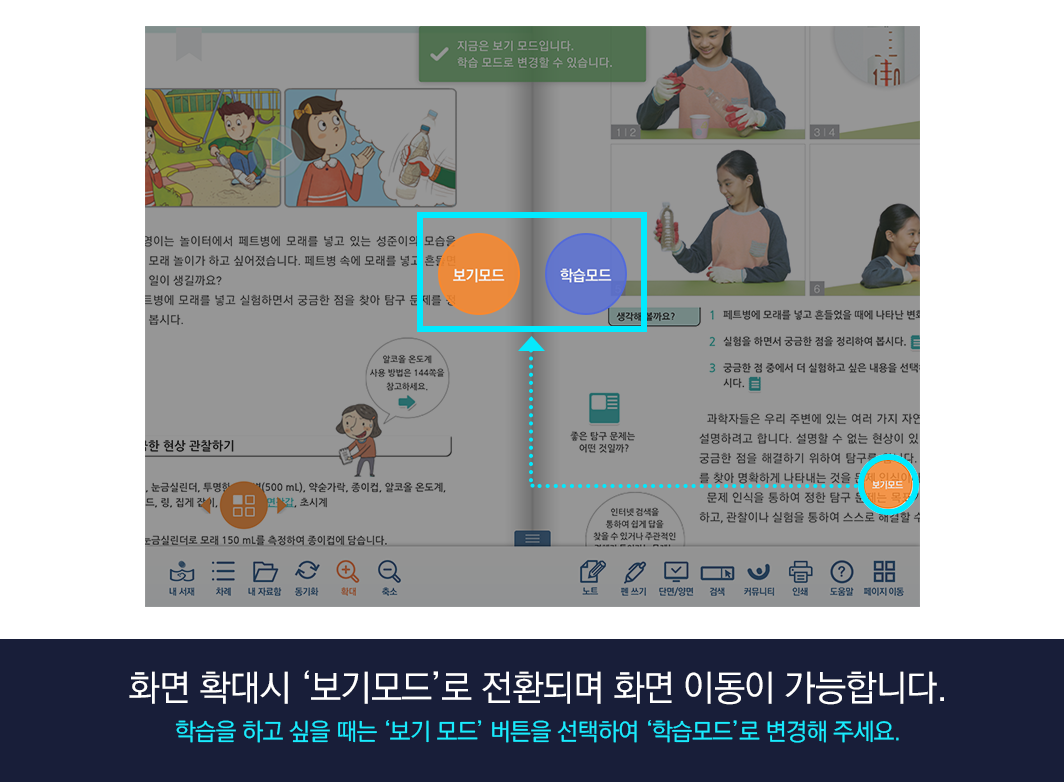 지금은 보기 모드입니다.
학습 모드로 변경할 수 있습니다.
1 | 2
3 | 4
6
영이는 놀이터에서 페트병에 모래를 넣고 있는 성준이의 모습을
모래 놀이가 하고 싶어졌습니다. 페트병 속에 모래를 넣고 흔들면
일이 생길까요?
트병에 모래를 넣고 실험하면서 궁금한 점을 찾아 탐구 문제를
봅시다.
보기모드
학습모드
알코올 온도계
사용 방법은 144쪽을
참고하세요.
한 현상 관찰하기
, 눈금실린더, 투명한 (500 mL), 약숟가락, 종이컵, 알코올 온도계,
드, 링, 집게 잡이, 면장갑, 초시계
눈금실린더로 모래 150 mL를 측정하여 종이컵에 담습니다.
생각해 볼까요?
1 페트병에 모래를 넣고 흔들었을 때에 나타난 변화
2 실험을 하면서 궁금한 점을 정리하여 봅시다.
3 궁금한 점 중에서 더 실험하고 싶은 내용을 선택
시다.
좋은 탐구 문제는
어떤 것일까?
과학자들은 우리 주변에 있는 여러 가지 자연
설명하려고 합니다. 설명할 수 없는 현상이 있
궁금한 점을 해결하기 위하여 탐구를 합니다.
를 찾아 명확하게 나타내는 것을 문제 인식이
문제 인식을 통하여 정한 탐구 문제는 목표가
하고, 관찰이나 실험을 통하여 스스로 해결할 수
보기모드
인터넷 검색을
통하여 쉽게 답을
찾을 수 있거나 주관적인
내 서재 차례 내 자료함 동기화 확대 축소 노트 펜 쓰기 단면/양면 검색 커뮤니티 인쇄 도움말 페이지 이동
화면 확대시 ‘보기모드’로 전환되며 화면 이동이 가능합니다.
학습을 하고 싶을 때는 ‘보기 모드’ 버튼을 선택하여 ‘학습모드’로 변경해 주세요.